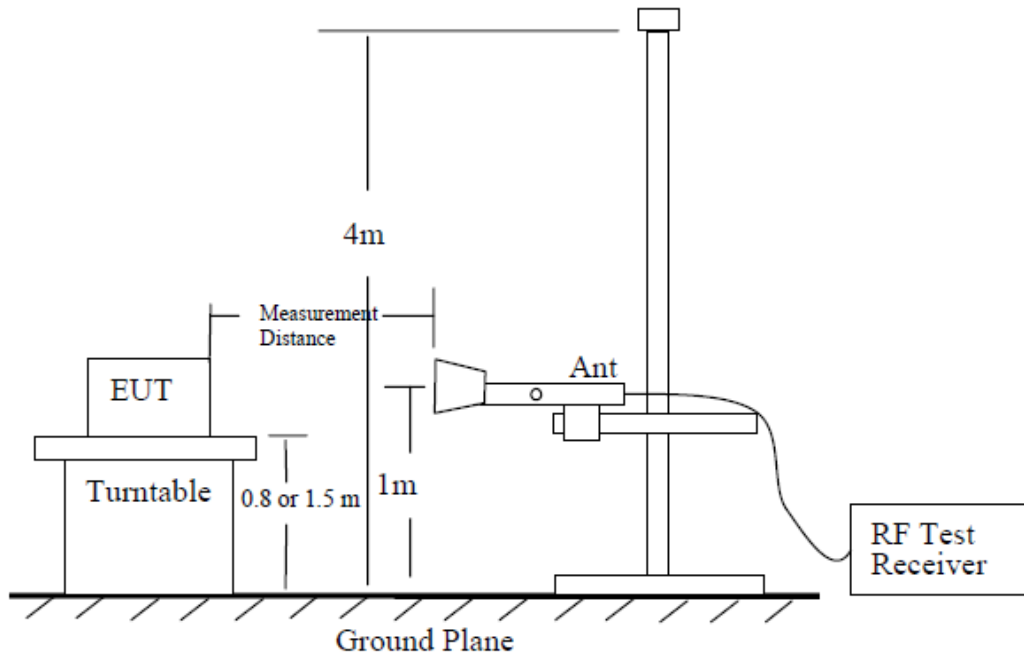 4m
Measurement
Distance
Ant
EUT
Turntable
0.8 or 1.5 m
1m
RF Test
Receiver
Ground Plane